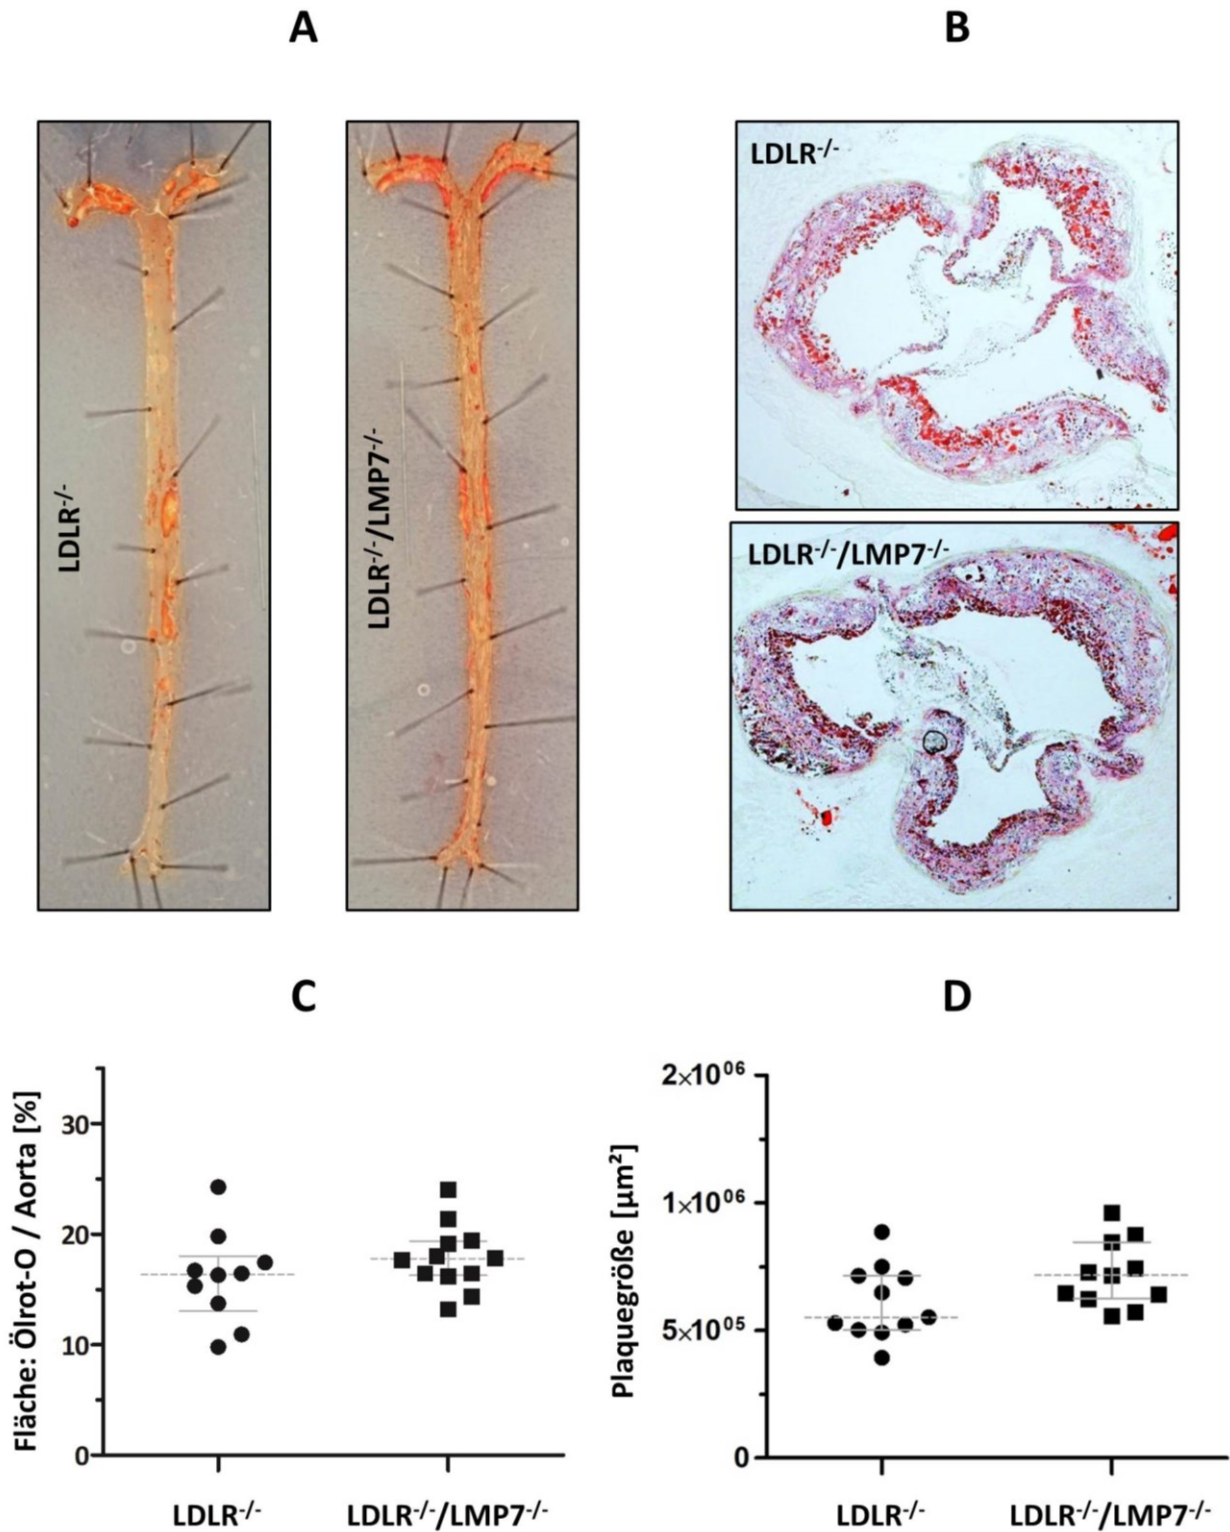 A
B
LDLR-/-
LDLR-/-/LMP7-/-
LDLR-/-
LDLR-/-/LMP7-/-
C
D
Fläche: Ölrot-O / Aorta [%]
30
20
10
0
LDLR-/-
LDLR-/-/LMP7-/-
Plaquegröße [µm²]
2×10⁰⁶
1×10⁰⁶
5×10⁰⁵
0
LDLR-/-
LDLR-/-/LMP7-/-